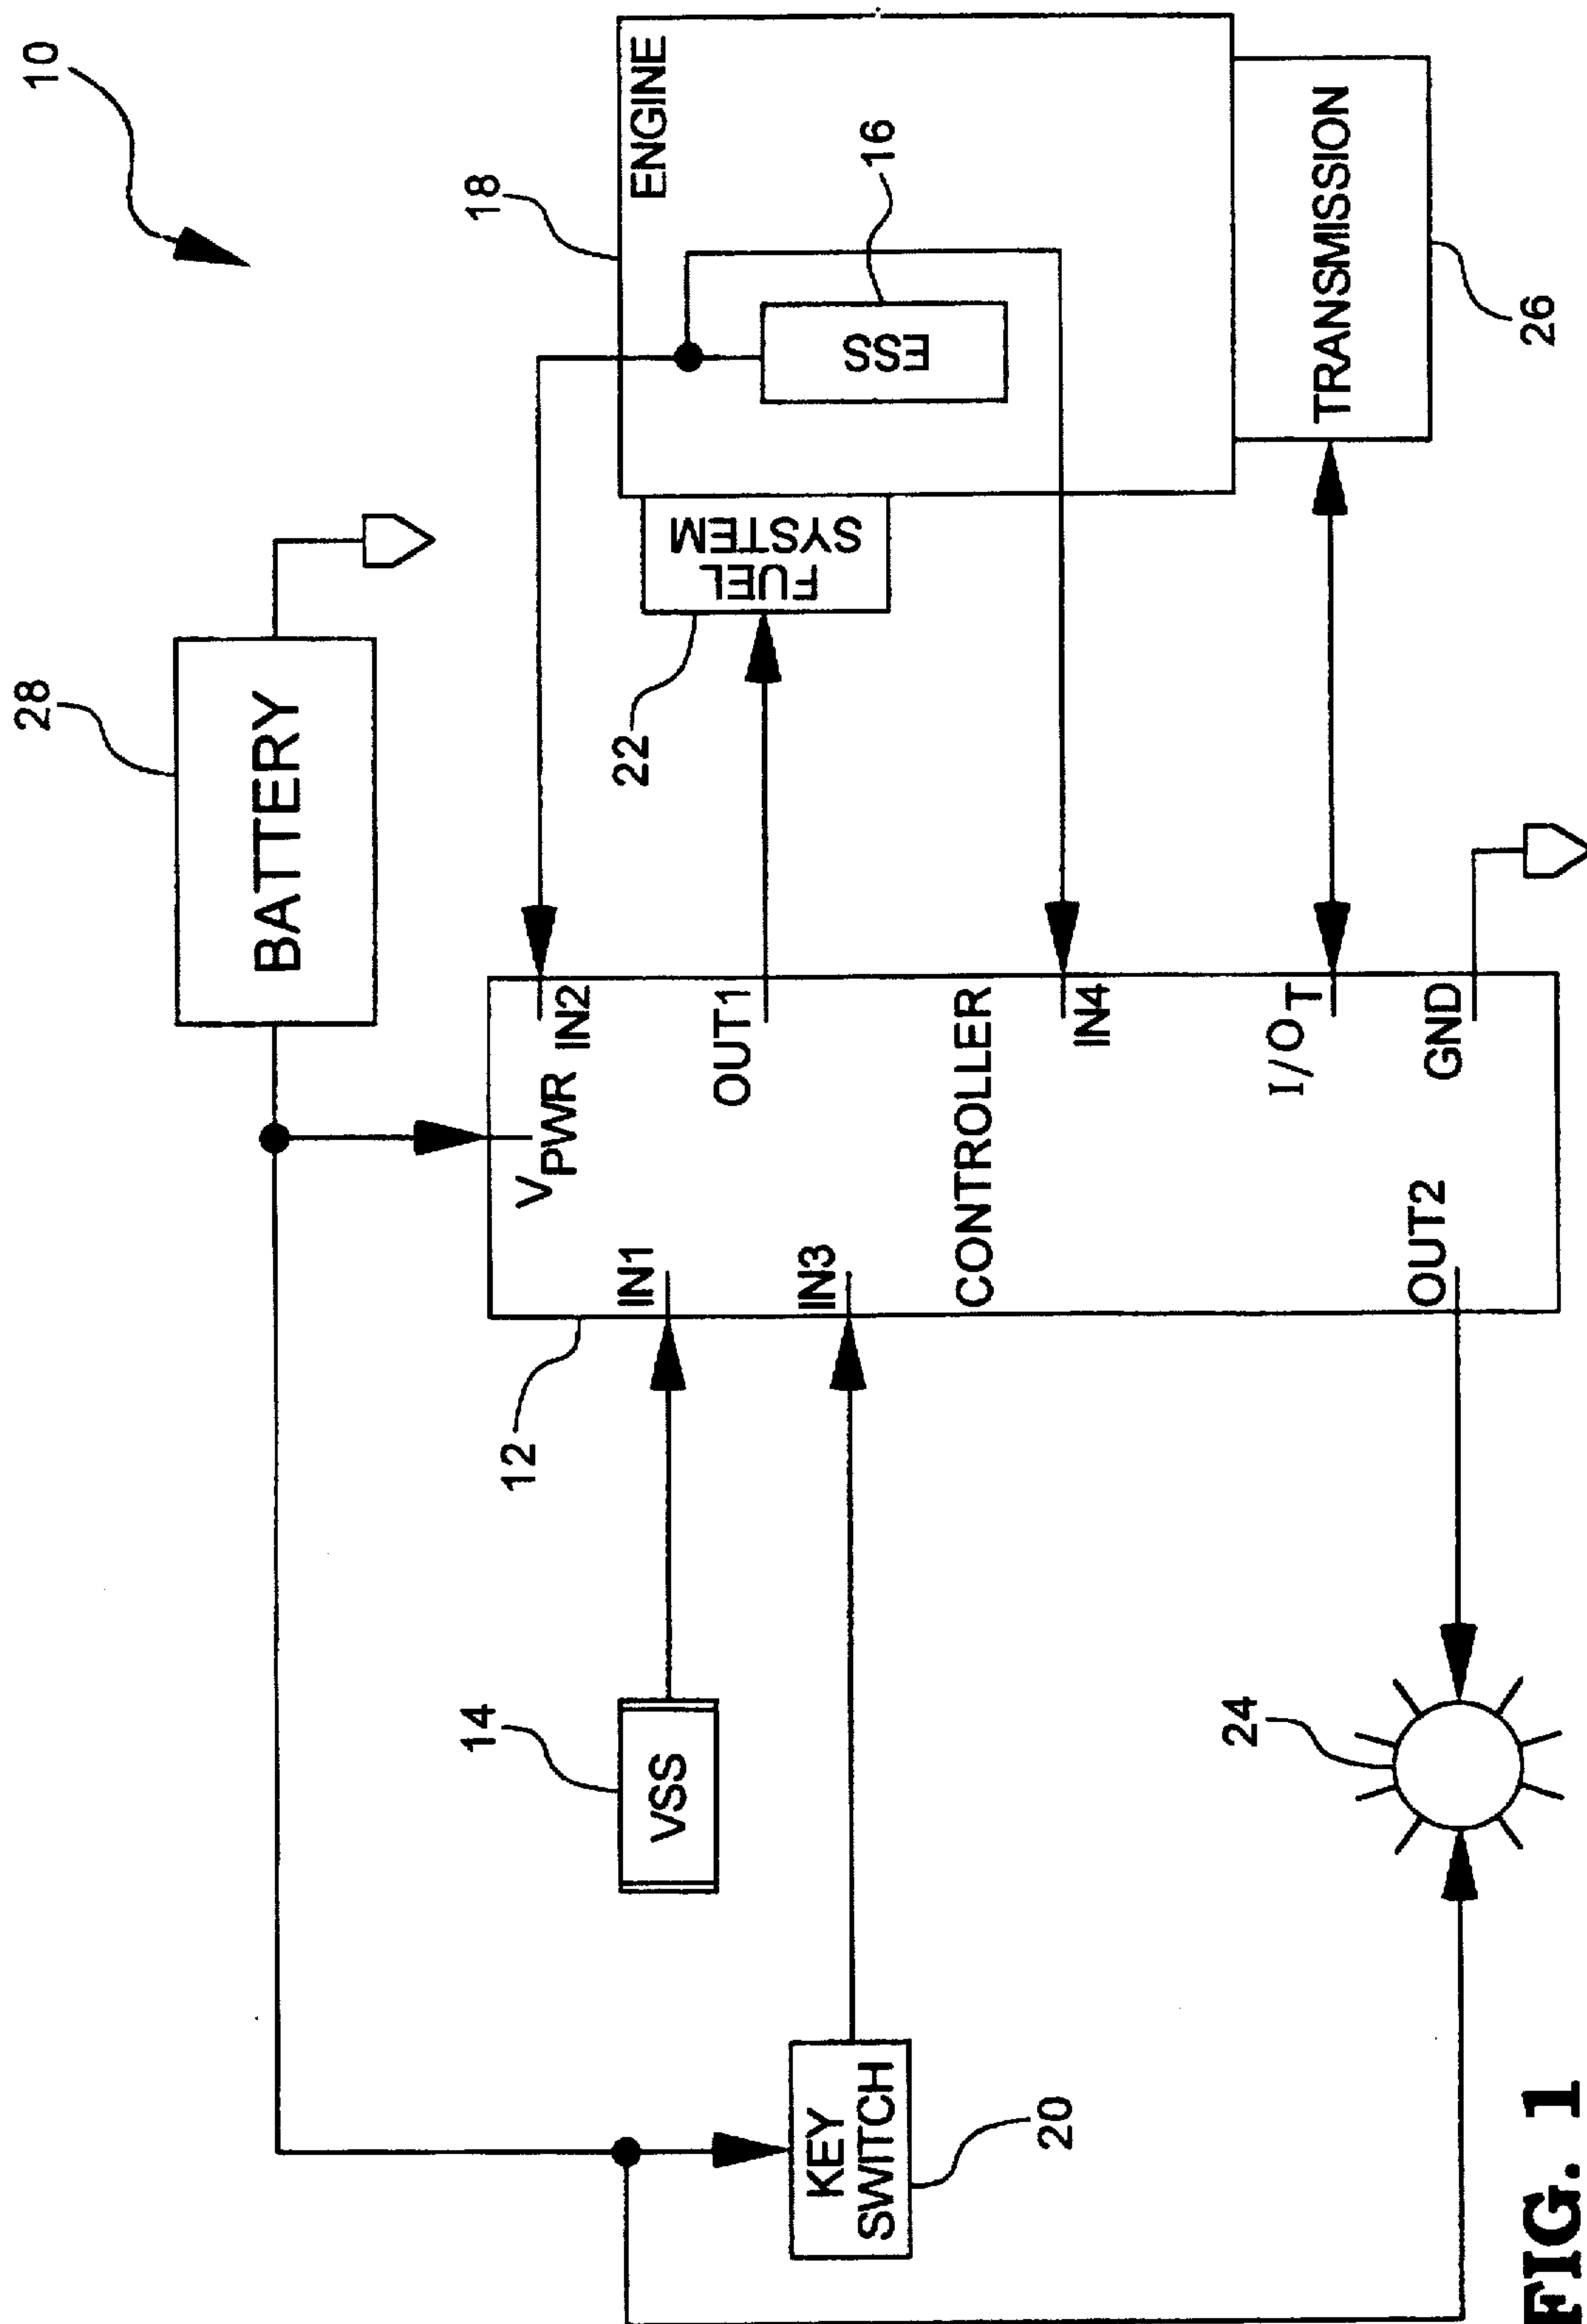 10
28
BATTERY
18
ENGINE
16
ESS
FUEL
SYSTEM
22
TRANSMISSION
26
12
VPWR
IN1
IN2
IN3
OUT1
CONTROLLER
IN4
I/OT
OUT2
GND
14
VSS
KEY
SWITCH
20
24
FIG. 1